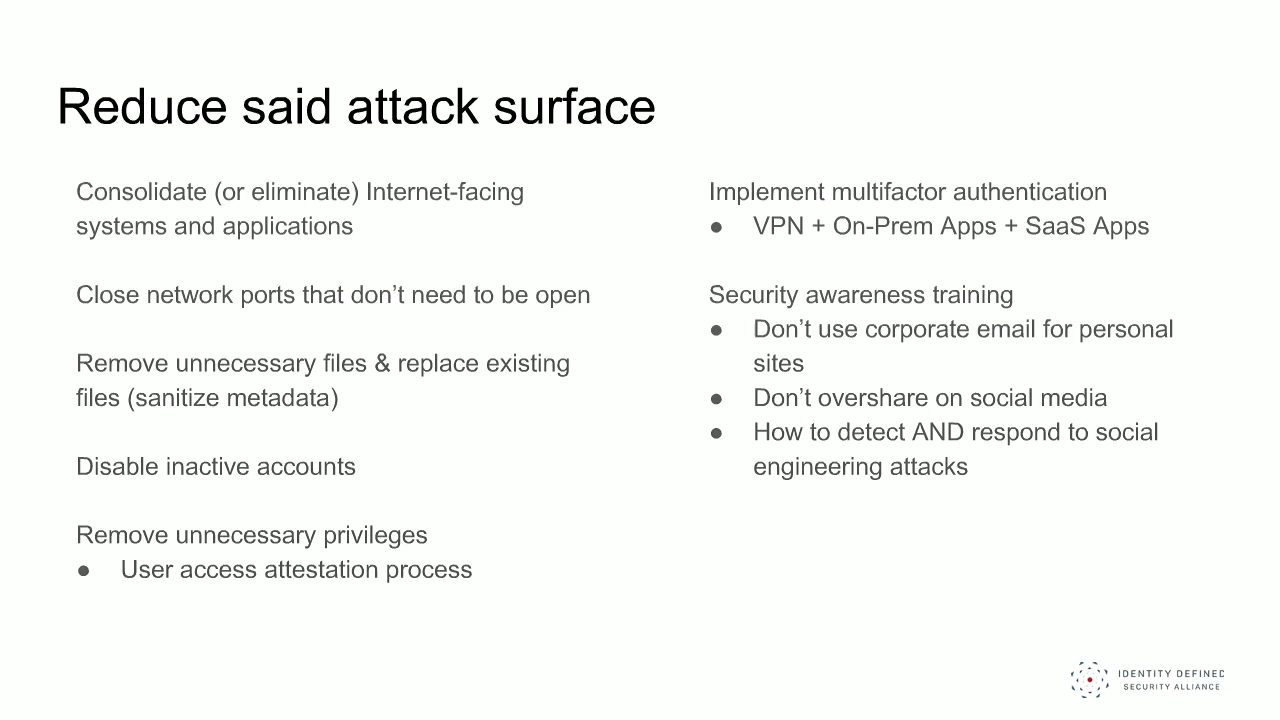 Reduce said attack surface
Consolidate (or eliminate) Internet-facing
systems and applications
Close network ports that don’t need to be open
Remove unnecessary files & replace existing
files (sanitize metadata)
Disable inactive accounts
Remove unnecessary privileges
● User access attestation process
Implement multifactor authentication
● VPN + On-Prem Apps + SaaS Apps
Security awareness training
● Don’t use corporate email for personal
sites
● Don’t overshare on social media
● How to detect AND respond to social
engineering attacks
IDENTITY DEFINED
SECURITY ALLIANCE